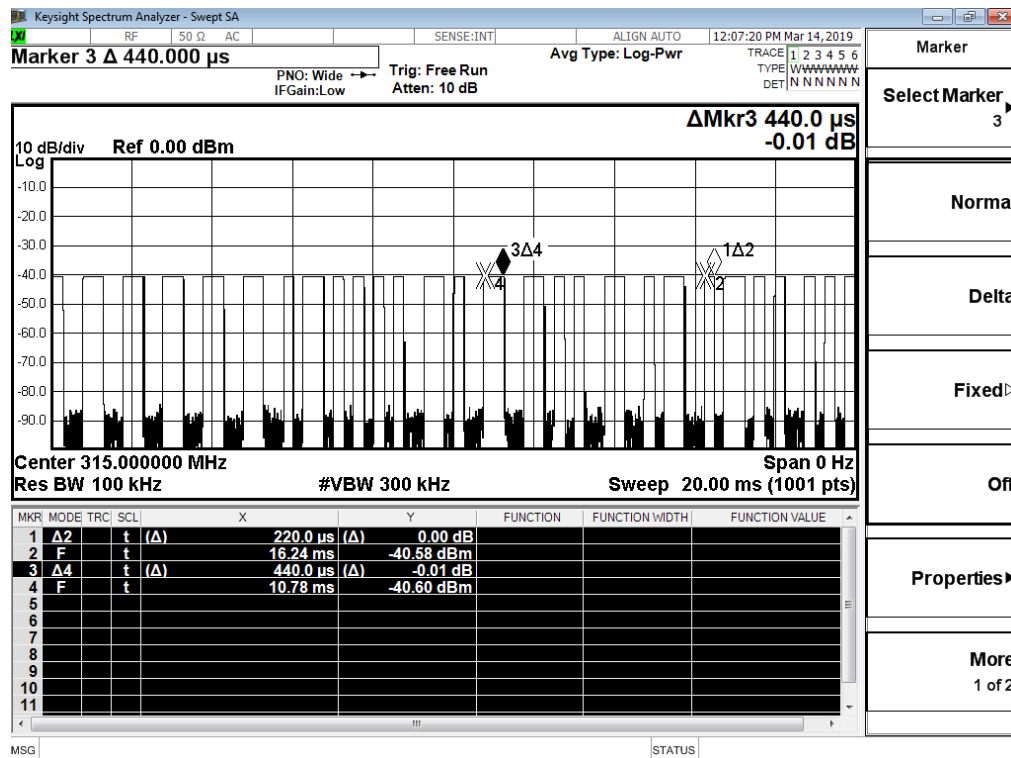 Keysight Spectrum Analyzer - Swept SA
LXI RF 50 Ω AC SENSE:INT ALIGN AUTO 12:07:20 PM Mar 14, 2019
Marker 3 Δ 440.000 µs
PNO: Wide
IFGain:Low
Trig: Free Run
Atten: 10 dB
Avg Type: Log-Pwr
TRACE 1 2 3 4 5 6
TYPE WWWWWW
DET N N N N N N
ΔMkr3 440.0 µs
-0.01 dB
10 dB/div Ref 0.00 dBm
Log
-10.0
-20.0
-30.0
-40.0
-50.0
-60.0
-70.0
-80.0
-90.0
3Δ4
4
1Δ2
2
Center 315.000000 MHz Span 0 Hz
Res BW 100 kHz #VBW 300 kHz Sweep 20.00 ms (1001 pts)
MKR MODE TRC SCL X Y FUNCTION FUNCTION WIDTH FUNCTION VALUE
1 Δ2 t (Δ) 220.0 µs (Δ) 0.00 dB
2 F t 16.24 ms -40.58 dBm
3 Δ4 t (Δ) 440.0 µs (Δ) -0.01 dB
4 F t 10.78 ms -40.60 dBm
5
6
7
8
9
10
11
MSG STATUS
Marker
Select Marker
3
Norma
Delta
Fixed
Off
Properties
More
1 of 2